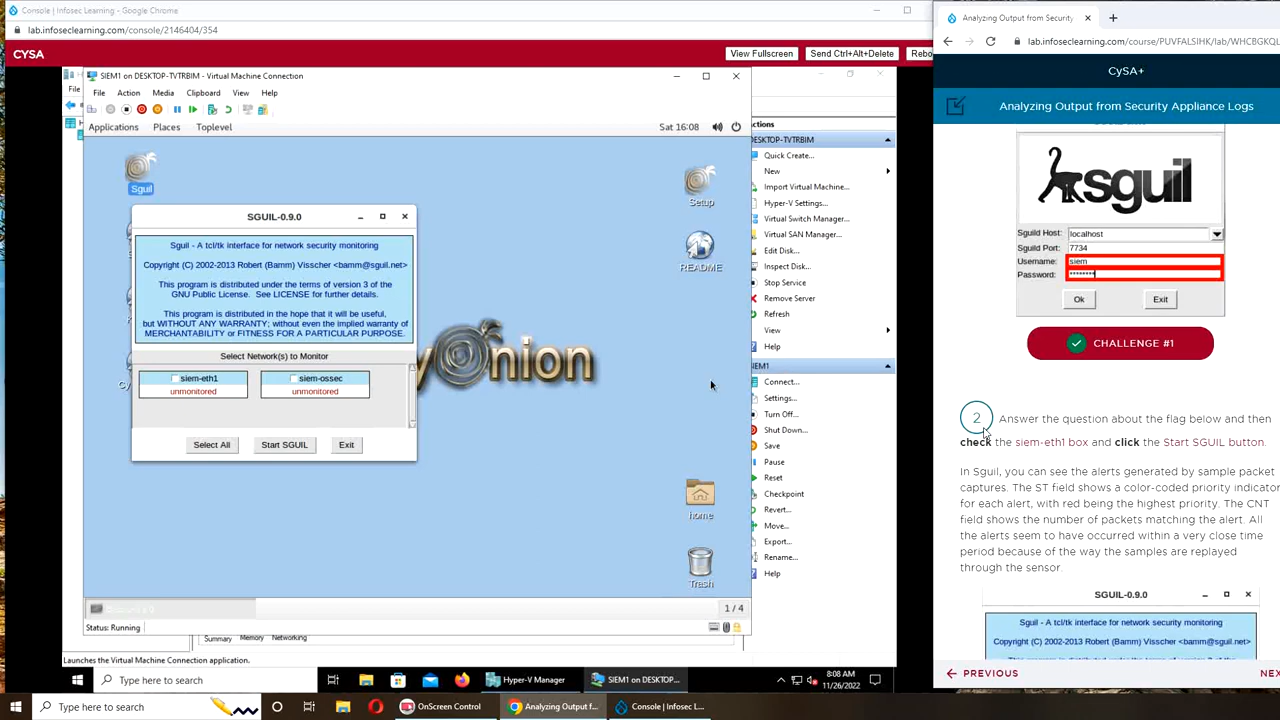 Console | Infosec Learning - Google Chrome
lab.infoseclearning.com/console/2146404/354
CYSA
View Fullscreen
Send Ctrl+Alt+Delete
Rebo
SIEM1 on DESKTOP-TVTRBIM - Virtual Machine Connection
File
Action
Media
Clipboard
View
Help
Applications
Places
Toplevel
Sat 16:08
Sguil
Setup
README
yOnion
home
Trash
SGUIL-0.9.0
Sguil - A tcl/tk interface for network security monitoring
Copyright (C) 2002-2013 Robert (Bamm) Visscher <bamm@sguil.net>
This program is distributed under the terms of version 3 of the
GNU Public License. See LICENSE for further details.
This program is distributed in the hope that it will be useful,
but WITHOUT ANY WARRANTY; without even the implied warranty of
MERCHANTABILITY or FITNESS FOR A PARTICULAR PURPOSE.
Select Network(s) to Monitor
siem-eth1
unmonitored
siem-ossec
unmonitored
Select All
Start SGUIL
Exit
1 / 4
Status: Running
Summary
Memory
Networking
Launches the Virtual Machine Connection application.
File
ctions
DESKTOP-TVTRBIM
Quick Create...
New
Import Virtual Machine...
Hyper-V Settings...
Virtual Switch Manager...
Virtual SAN Manager...
Edit Disk...
Inspect Disk...
Stop Service
Remove Server
Refresh
View
Help
SIEM1
Connect...
Settings...
Turn Off...
Shut Down...
Save
Pause
Reset
Checkpoint
Revert...
Move...
Export...
Rename...
Help
Type here to search
Hyper-V Manager
SIEM1 on DESKTOP...
8:08 AM
11/26/2022
Analyzing Output from Security
lab.infoseclearning.com/course/PUVFALSIHK/lab/WHCBGKQL
CySA+
Analyzing Output from Security Appliance Logs
sguil
Sguild Host:
localhost
Sguild Port:
7734
Username:
siem
Password:
********
Ok
Exit
CHALLENGE #1
2 Answer the question about the flag below and then
check the siem-eth1 box and click the Start SGUIL button.
In Sguil, you can see the alerts generated by sample packet
captures. The ST field shows a color-coded priority indicator
for each alert, with red being the highest priority. The CNT
field shows the number of packets matching the alert. All
the alerts seem to have occurred within a very close time
period because of the way the samples are replayed
through the sensor.
SGUIL-0.9.0
Sguil - A tcl/tk interface for network security monitoring
Copyright (C) 2002-2013 Robert (Bamm) Visscher <bamm@sguil.net>
PREVIOUS
NEX
Type here to search
OnScreen Control
Analyzing Output f...
Console | Infosec L...